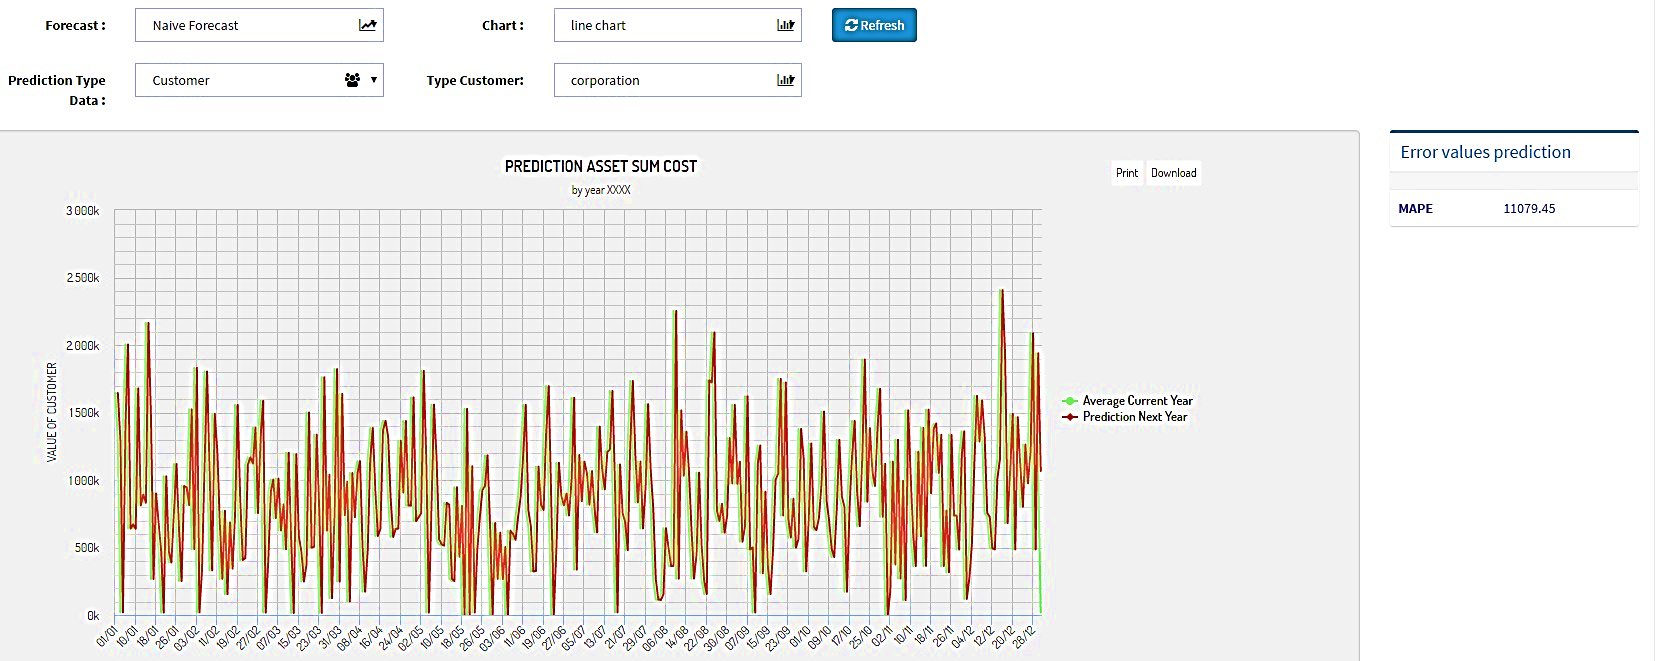 Forecast :
Naive Forecast
Chart :
line chart
Refresh
Prediction Type
Data :
Customer
Type Customer:
corporation
PREDICTION ASSET SUM COST
by year XXXX
Print
Download
Error values prediction
MAPE 11079.45
VALUE OF CUSTOMER
3 000k
2 500k
2 000k
1 500k
1 000k
500k
0k
Average Current Year
Prediction Next Year
01/01
10/01
18/01
26/01
03/02
11/02
19/02
27/02
07/03
15/03
23/03
31/03
08/04
16/04
24/04
02/05
10/05
18/05
26/05
03/06
11/06
19/06
27/06
05/07
13/07
21/07
29/07
06/08
14/08
22/08
30/08
07/09
15/09
23/09
01/10
09/10
17/10
25/10
02/11
10/11
18/11
26/11
04/12
12/12
20/12
28/12